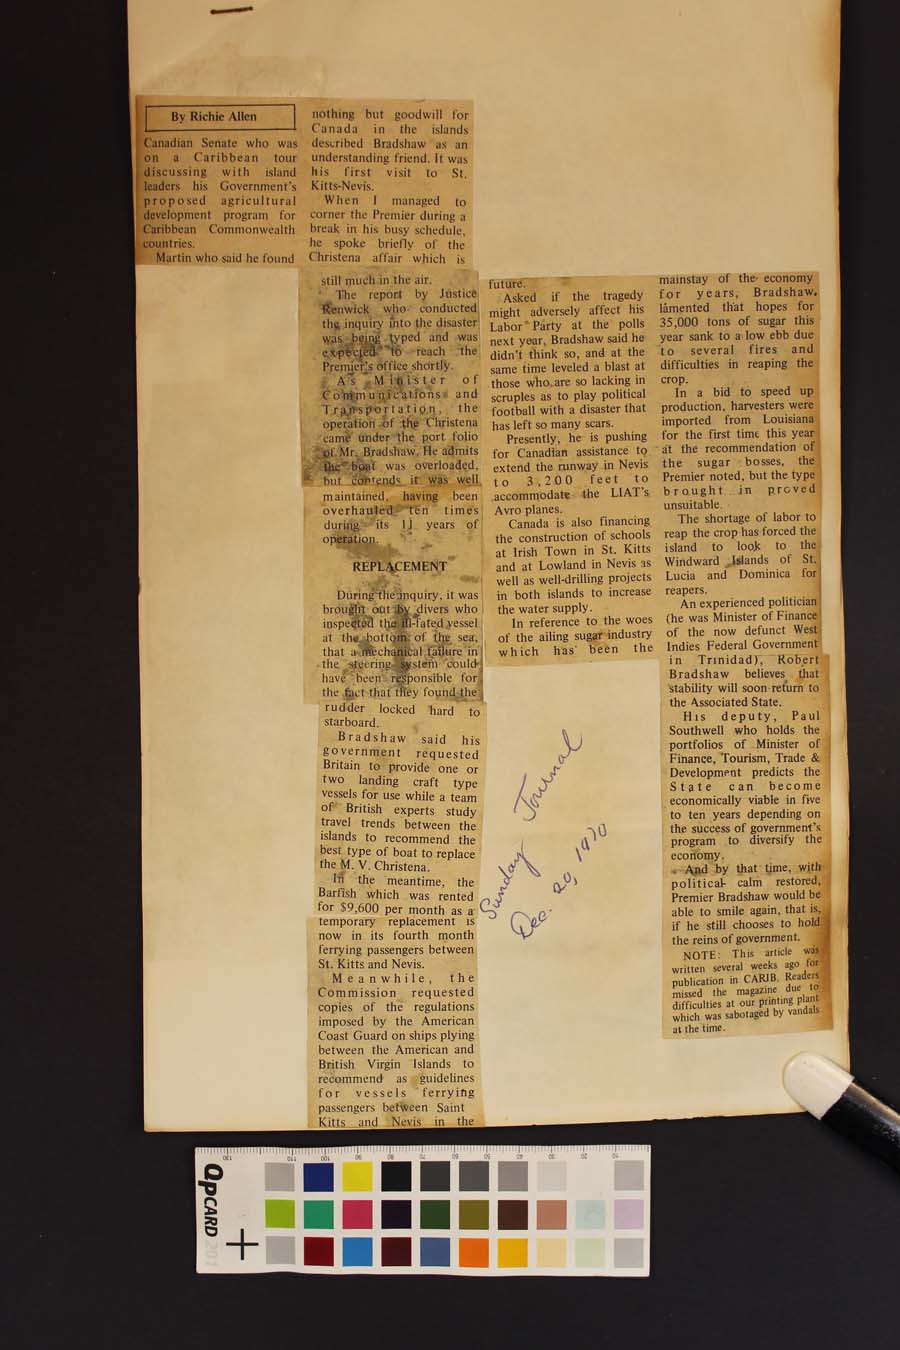 By Richie Allen
Canadian Senate who was
on a Caribbean tour
discussing with island
leaders his Government's
proposed agricultural
development program for
Caribbean Commonwealth
countries.
Martin who said he found
nothing but goodwill for
Canada in the islands
described Bradshaw as an
understanding friend. It was
his first visit to St.
Kitts-Nevis.
When I managed to
corner the Premier during a
break in his busy schedule,
he spoke briefly of the
Christena affair which is
still much in the air.
The report by Justice
Renwick who conducted
the inquiry into the disaster
was being typed and was
expected to reach the
Premier's office shortly.
As Minister of
Communications and
Transportation, the
operation of the Christena
came under the port folio
of Mr. Bradshaw. He admits
the boat was overloaded,
but contends it was well
maintained, having been
overhauled ten times
during its 11 years of
operation.
REPLACEMENT
During the inquiry, it was
brought out by divers who
inspected the ill-fated vessel
at the bottom of the sea,
that a mechanical failure in
the steering system could
have been responsible for
the fact that they found the
rudder locked hard to
starboard.
Bradshaw said his
government requested
Britain to provide one or
two landing craft type
vessels for use while a team
of British experts study
travel trends between the
islands to recommend the
best type of boat to replace
the M. V. Christena.
In the meantime, the
Barfish which was rented
for $9,600 per month as a
temporary replacement is
now in its fourth month
ferrying passengers between
St. Kitts and Nevis.
Meanwhile, the
Commission requested
copies of the regulations
imposed by the American
Coast Guard on ships plying
between the American and
British Virgin Islands to
recommend as guidelines
for vessels ferrying
passengers between Saint
Kitts and Nevis in the
future.
Asked if the tragedy
might adversely affect his
Labor Party at the polls
next year, Bradshaw said he
didn't think so, and at the
same time leveled a blast at
those who are so lacking in
scruples as to play political
football with a disaster that
has left so many scars.
Presently, he is pushing
for Canadian assistance to
extend the runway in Nevis
to 3,200 feet to
accommodate the LIAT's
Avro planes.
Canada is also financing
the construction of schools
at Irish Town in St. Kitts
and at Lowland in Nevis as
well as well-drilling projects
in both islands to increase
the water supply.
In reference to the woes
of the ailing sugar industry
which has been the
mainstay of the economy
for years, Bradshaw
lamented that hopes for
35,000 tons of sugar this
year sank to a low ebb due
to several fires and
difficulties in reaping the
crop.
In a bid to speed up
production, harvesters were
imported from Louisiana
for the first time this year
at the recommendation of
the sugar bosses, the
Premier noted, but the type
brought in proved
unsuitable.
The shortage of labor to
reap the crop has forced the
island to look to the
Windward Islands of St.
Lucia and Dominica for
reapers.
An experienced politician
(he was Minister of Finance
of the now defunct West
Indies Federal Government
in Trinidad), Robert
Bradshaw believes that
stability will soon return to
the Associated State.
His deputy, Paul
Southwell who holds the
portfolios of Minister of
Finance, Tourism, Trade &
Development predicts the
State can become
economically viable in five
to ten years depending on
the success of government's
program to diversify the
economy.
And by that time, with
political calm restored,
Premier Bradshaw would be
able to smile again, that is,
if he still chooses to hold
the reins of government.
NOTE: This article was
written several weeks ago for
publication in CARIB. Readers
missed the magazine due to
difficulties at our printing plant
which was sabotaged by vandals
at the time.
Sunday Journal
Dec. 20, 1970
QPCARD 201
130 110 100 90 80 70 60 50 40 30 20 10